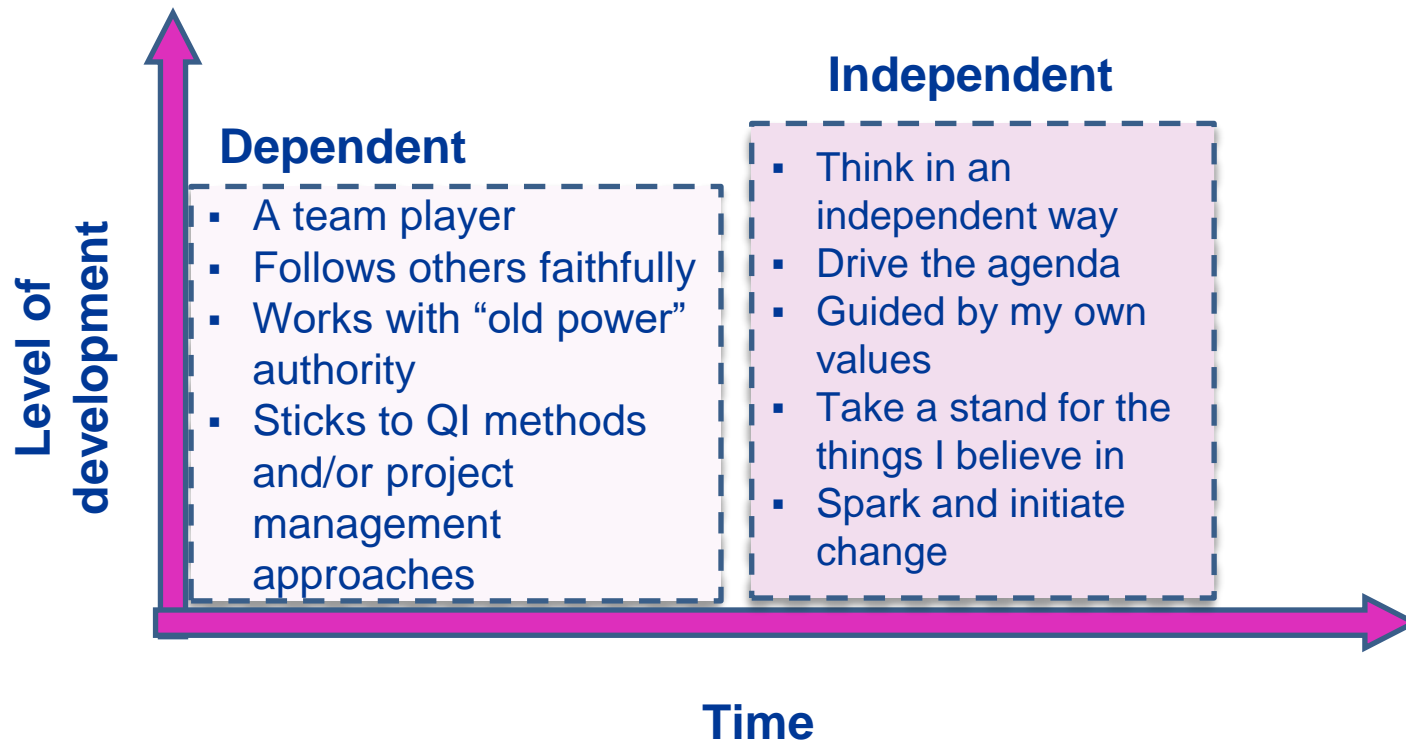 Level of
development
Dependent
▪ A team player
▪ Follows others faithfully
▪ Works with “old power”
authority
▪ Sticks to QI methods
and/or project
management
approaches
Independent
▪ Think in an
independent way
▪ Drive the agenda
▪ Guided by my own
values
▪ Take a stand for the
things I believe in
▪ Spark and initiate
change
Time